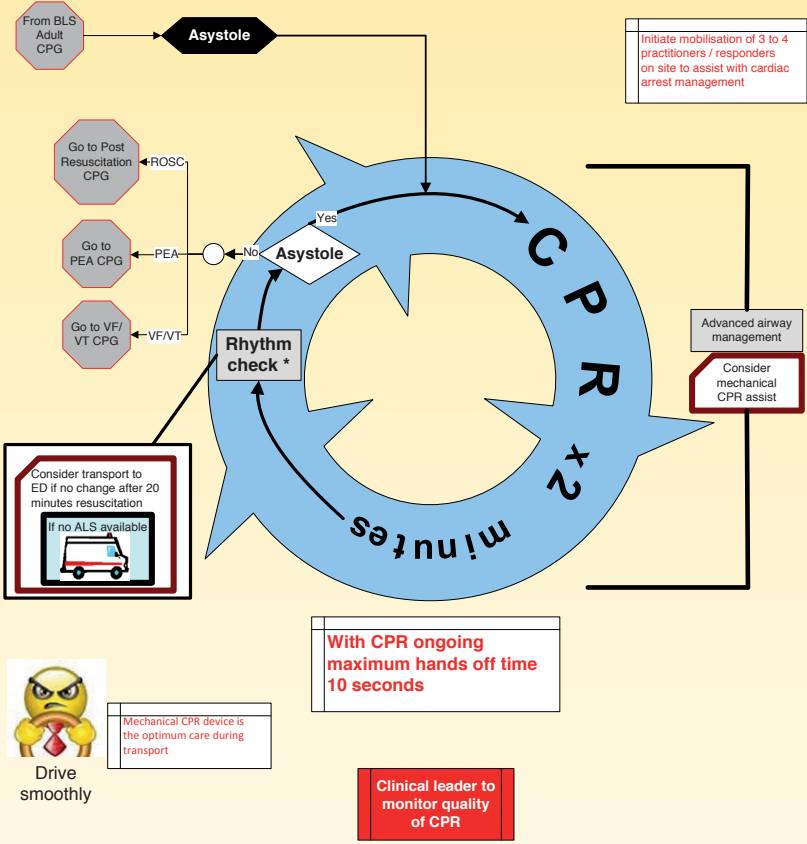 From BLS
Adult
CPG
Asystole
Initiate mobilisation of 3 to 4
practitioners / responders
on site to assist with cardiac
arrest management
Go to Post
Resuscitation
CPG
ROSC
Go to
PEA CPG
PEA
Go to VF/
VT CPG
VF/VT
No
Yes
Asystole
Rhythm
check *
CPR x2 minutes
Advanced airway
management
Consider
mechanical
CPR assist
Consider transport to
ED if no change after 20
minutes resuscitation
If no ALS available
With CPR ongoing
maximum hands off time
10 seconds
Mechanical CPR device is
the optimum care during
transport
Drive
smoothly
Clinical leader to
monitor quality
of CPR